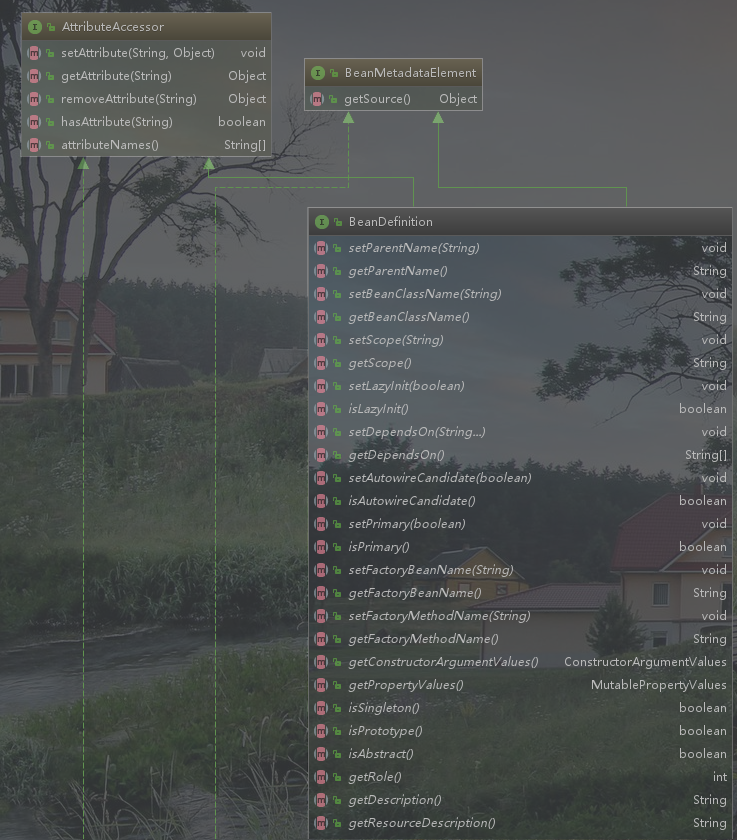 I AttributeAccessor
m setAttribute(String, Object) void
m getAttribute(String) Object
m removeAttribute(String) Object
m hasAttribute(String) boolean
m attributeNames() String[]
I BeanMetadataElement
m getSource() Object
I BeanDefinition
m setParentName(String) void
m getParentName() String
m setBeanClassName(String) void
m getBeanClassName() String
m setScope(String) void
m getScope() String
m setLazyInit(boolean) void
m isLazyInit() boolean
m setDependsOn(String...) void
m getDependsOn() String[]
m setAutowireCandidate(boolean) void
m isAutowireCandidate() boolean
m setPrimary(boolean) void
m isPrimary() boolean
m setFactoryBeanName(String) void
m getFactoryBeanName() String
m setFactoryMethodName(String) void
m getFactoryMethodName() String
m getConstructorArgumentValues() ConstructorArgumentValues
m getPropertyValues() MutablePropertyValues
m isSingleton() boolean
m isPrototype() boolean
m isAbstract() boolean
m getRole() int
m getDescription() String
m getResourceDescription() String